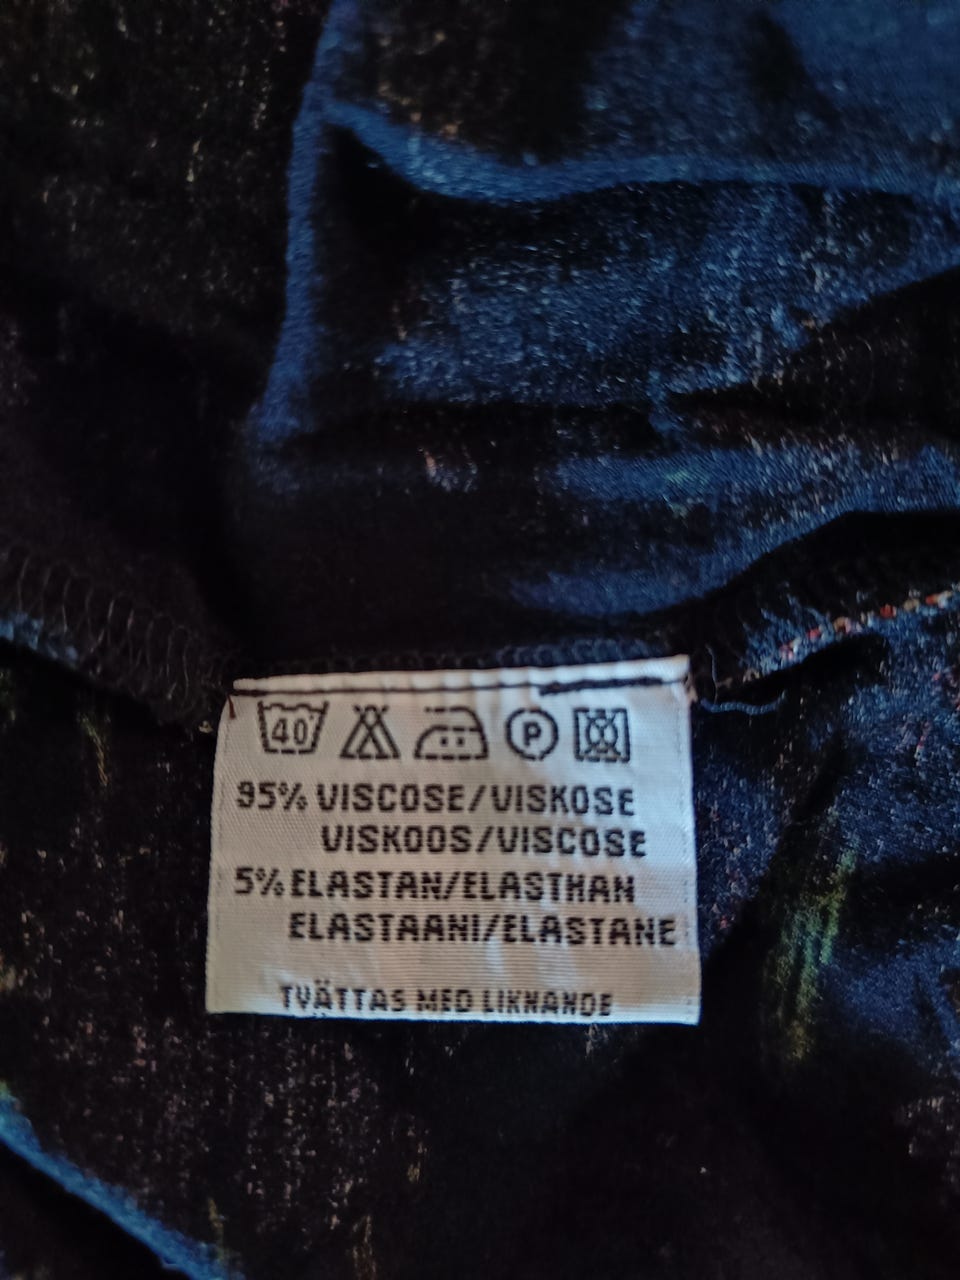 40 P
95% VISCOSE/VISKOSE
VISKOOS/VISCOSE
5% ELASTAN/ELASTHAN
ELASTAANI/ELASTANE
TVÄTTAS MED LIKNANDE